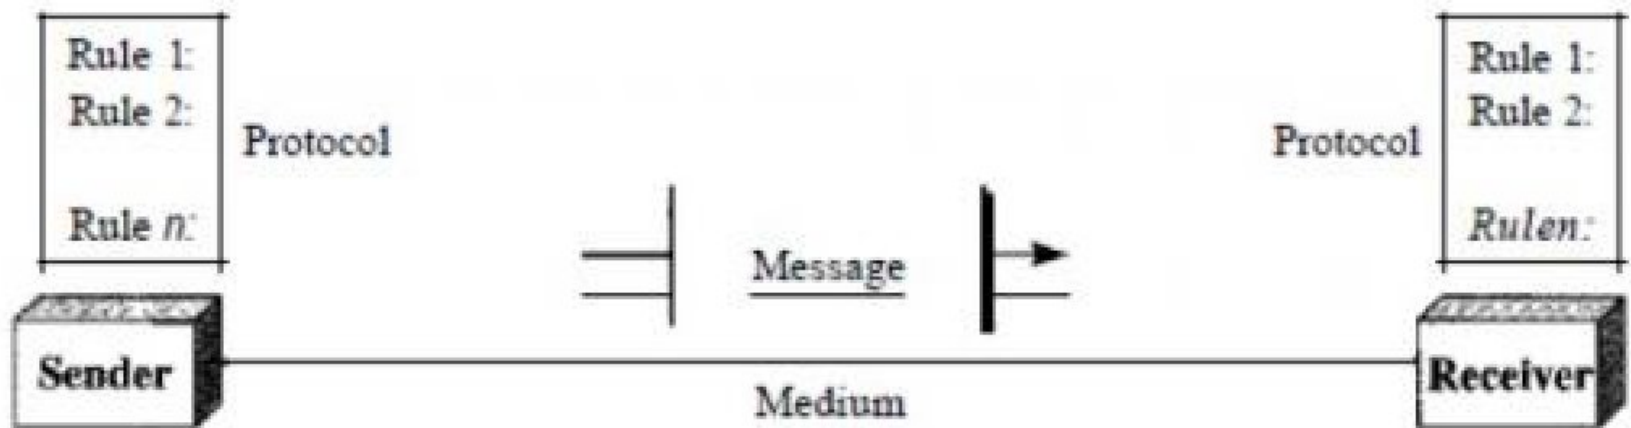 Rule 1:
Rule 2:
Rule n:
Protocol
Message
Protocol
Rule 1:
Rule 2:
Rulen:
Sender
Medium
Receiver